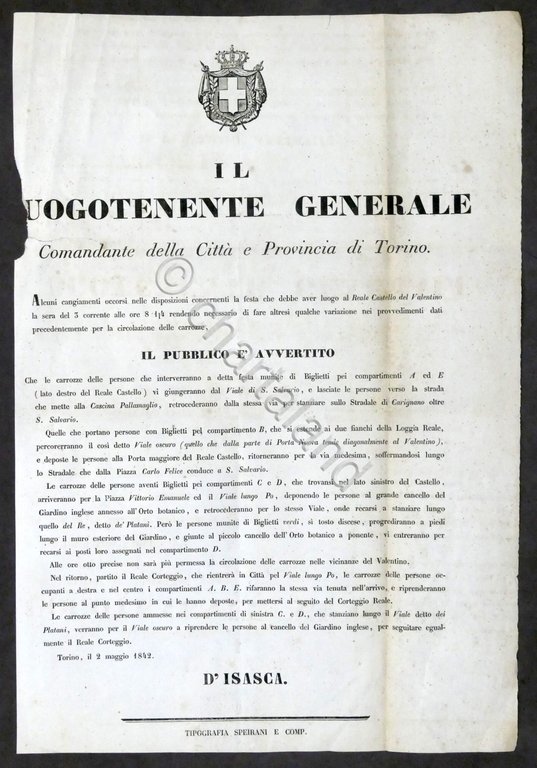 IL
UOGOTENENTE GENERALE
Comandante della Città e Provincia di Torino.
Alcuni cangiamenti occorsi nelle disposizioni concernenti la festa che debbe aver luogo al Reale Castello del Valentino
la sera del 3 corrente alle ore 8 1/4 rendendo necessario di fare altresì qualche variazione nei provvedimenti dati
precedentemente per la circolazione delle carrozze,
IL PUBBLICO E' AVVERTITO
Che le carrozze delle persone che interverranno a detta festa munite di Biglietti pei compartimenti A ed E
(lato destro del Reale Castello) vi giungeranno dal Viale di S. Salvario, e lasciate le persone verso la strada
che mette alla Cascina Pallamaglio, retrocederanno dalla stessa via per stanziare sullo Stradale di Carignano oltre
S. Salvario.
Quelle che portano persone con Biglietti pel compartimento B, che è in centro ai due fianchi della Loggia Reale,
percorreranno il così detto Viale oscuro (quello che dalla parte di Porta Nuova tende diagonalmente al Valentino),
e deposte le persone alla Porta maggiore del Real Castello, ritorneranno per la via medesima, soffermandosi lungo
lo Stradale che dalla Piazza Carlo Felice conduce a S. Salvario.
Le carrozze delle persone aventi Biglietti pei compartimenti C e D, che trovansi nel lato sinistro del Castello,
arriveranno per la Piazza Vittorio Emanuele ed il Viale lungo Po, deponendo le persone al grande cancello del
Giardino inglese annesso all'Orto botanico, e retrocederanno per lo stesso Viale, onde recarsi a stanziare lungo
quello del Re, detto de' Platani. Però le persone munite di Biglietti verdi, sì tosto discese, progrediranno a piedi
lungo il muro esteriore del Giardino, e giunte al piccolo cancello dell'Orto botanico a ponente, vi entreranno per
recarsi ai posti loro assegnati nel compartimento D.
Alle ore otto precise non sarà più permessa la circolazione delle carrozze nelle vicinanze del Valentino.
Nel ritorno, partito il Reale Corteggio, che rientrerà in Città pel Viale lungo Po, le carrozze delle persone oc-
cupanti a destra e nel centro i compartimenti A. B. E. rifaranno la stessa via tenuta nell'arrivo, e riprenderanno
le persone al punto medesimo in cui le hanno deposte, per mettersi al seguito del Corteggio Reale.
Le carrozze delle persone ammesse nei compartimenti di sinistra C. e D., che stanziano lungo il Viale detto dei
Platani, verranno per il Viale oscuro a riprendere le persone al cancello del Giardino inglese, per seguitare egual-
mente il Reale Corteggio.
Torino, il 2 maggio 1842.
D'ISASCA.
TIPOGRAFIA SPEIRANI E COMP.
© chartaland